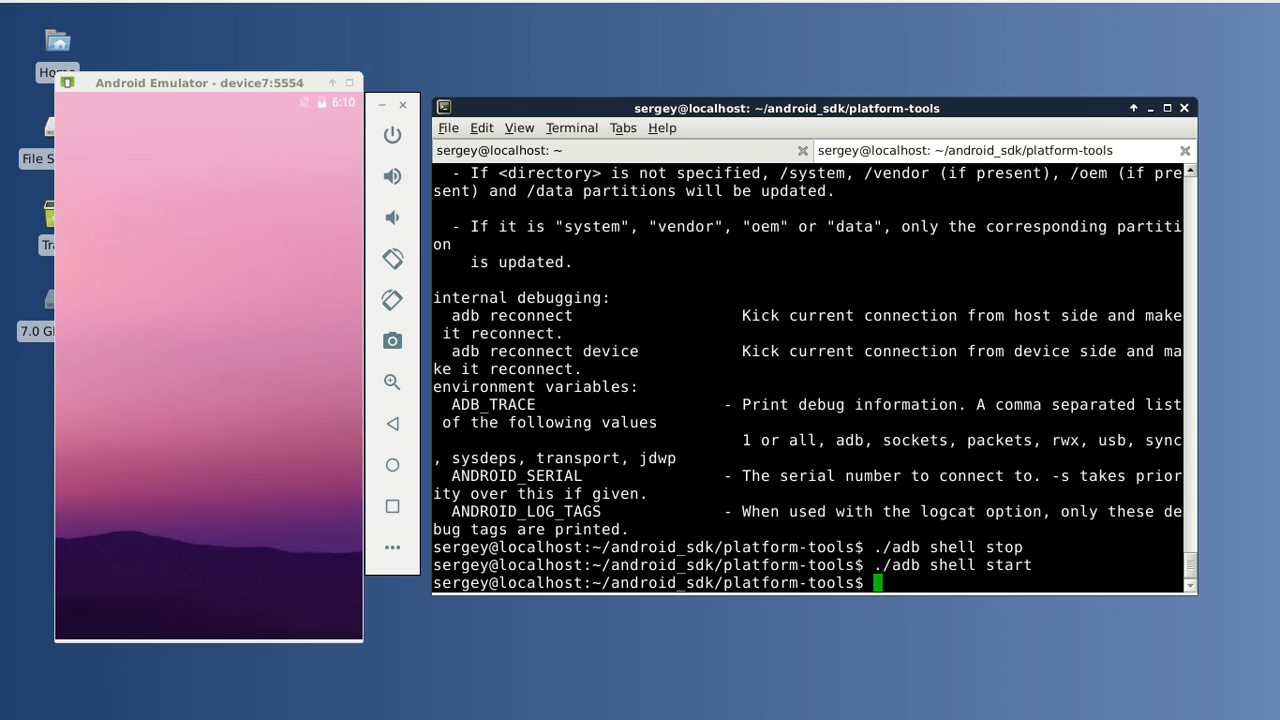 Home
File S
Tra
7.0 G
Android Emulator - device7:5554
6:10
sergey@localhost: ~/android_sdk/platform-tools
File Edit View Terminal Tabs Help
sergey@localhost: ~
sergey@localhost: ~/android_sdk/platform-tools
- If <directory> is not specified, /system, /vendor (if present), /oem (if pre
sent) and /data partitions will be updated.
- If it is "system", "vendor", "oem" or "data", only the corresponding partiti
on
is updated.
internal debugging:
adb reconnect Kick current connection from host side and make
it reconnect.
adb reconnect device Kick current connection from device side and ma
ke it reconnect.
environment variables:
ADB_TRACE - Print debug information. A comma separated list
of the following values
1 or all, adb, sockets, packets, rwx, usb, sync
, sysdeps, transport, jdwp
ANDROID_SERIAL - The serial number to connect to. -s takes prior
ity over this if given.
ANDROID_LOG_TAGS - When used with the logcat option, only these de
bug tags are printed.
sergey@localhost:~/android_sdk/platform-tools$ ./adb shell stop
sergey@localhost:~/android_sdk/platform-tools$ ./adb shell start
sergey@localhost:~/android_sdk/platform-tools$